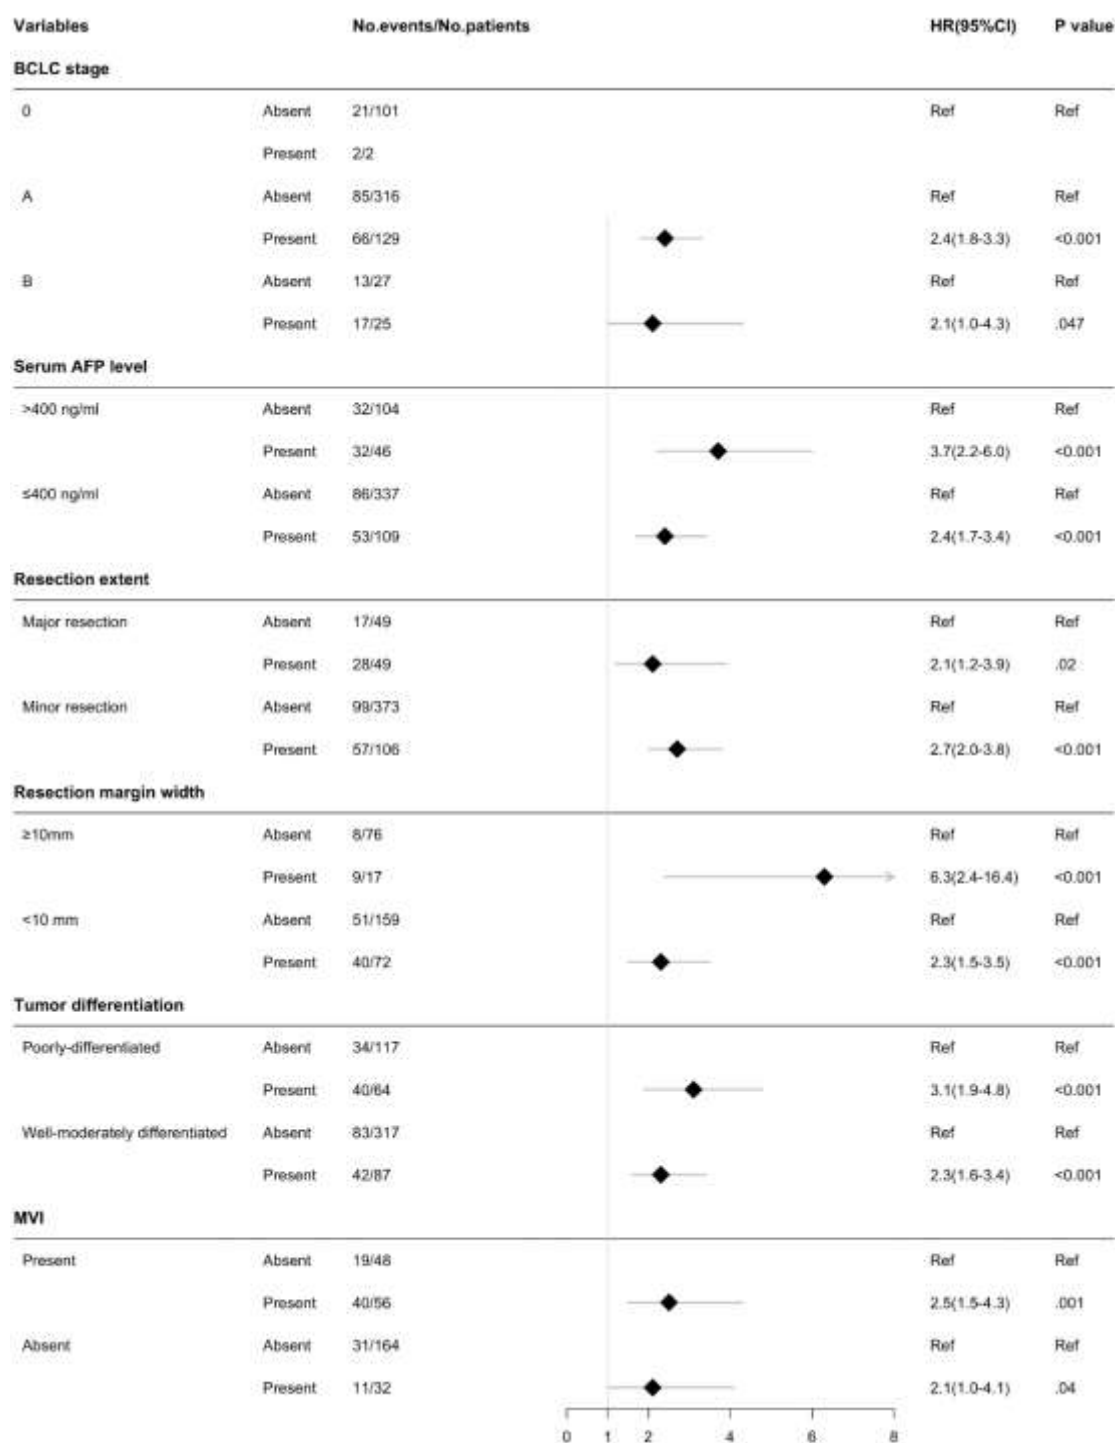 Variables No.events/No.patients HR(95%CI) P value
BCLC stage
0 Absent 21/101 Ref Ref
Present 2/2
A Absent 85/316 Ref Ref
Present 66/129 2.4(1.8-3.3) <0.001
B Absent 13/27 Ref Ref
Present 17/25 2.1(1.0-4.3) .047
Serum AFP level
>400 ng/ml Absent 32/104 Ref Ref
Present 32/46 3.7(2.2-6.0) <0.001
≤400 ng/ml Absent 86/337 Ref Ref
Present 53/109 2.4(1.7-3.4) <0.001
Resection extent
Major resection Absent 17/49 Ref Ref
Present 28/49 2.1(1.2-3.9) .02
Minor resection Absent 99/373 Ref Ref
Present 57/106 2.7(2.0-3.8) <0.001
Resection margin width
≥10mm Absent 8/76 Ref Ref
Present 9/17 6.3(2.4-16.4) <0.001
<10 mm Absent 51/159 Ref Ref
Present 40/72 2.3(1.5-3.5) <0.001
Tumor differentiation
Poorly-differentiated Absent 34/117 Ref Ref
Present 40/64 3.1(1.9-4.8) <0.001
Well-moderately differentiated Absent 83/317 Ref Ref
Present 42/87 2.3(1.6-3.4) <0.001
MVI
Present Absent 19/48 Ref Ref
Present 40/56 2.5(1.5-4.3) .001
Absent Absent 31/164 Ref Ref
Present 11/32 2.1(1.0-4.1) .04
0 1 2 4 6 8